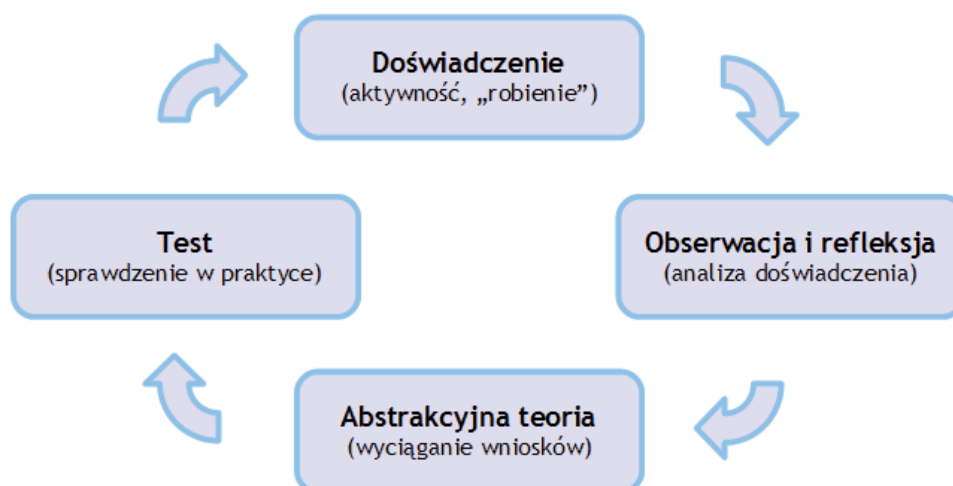 Doświadczenie
(aktywność, „robienie”)
Test
(sprawdzenie w praktyce)
Obserwacja i refleksja
(analiza doświadczenia)
Abstrakcyjna teoria
(wyciąganie wniosków)